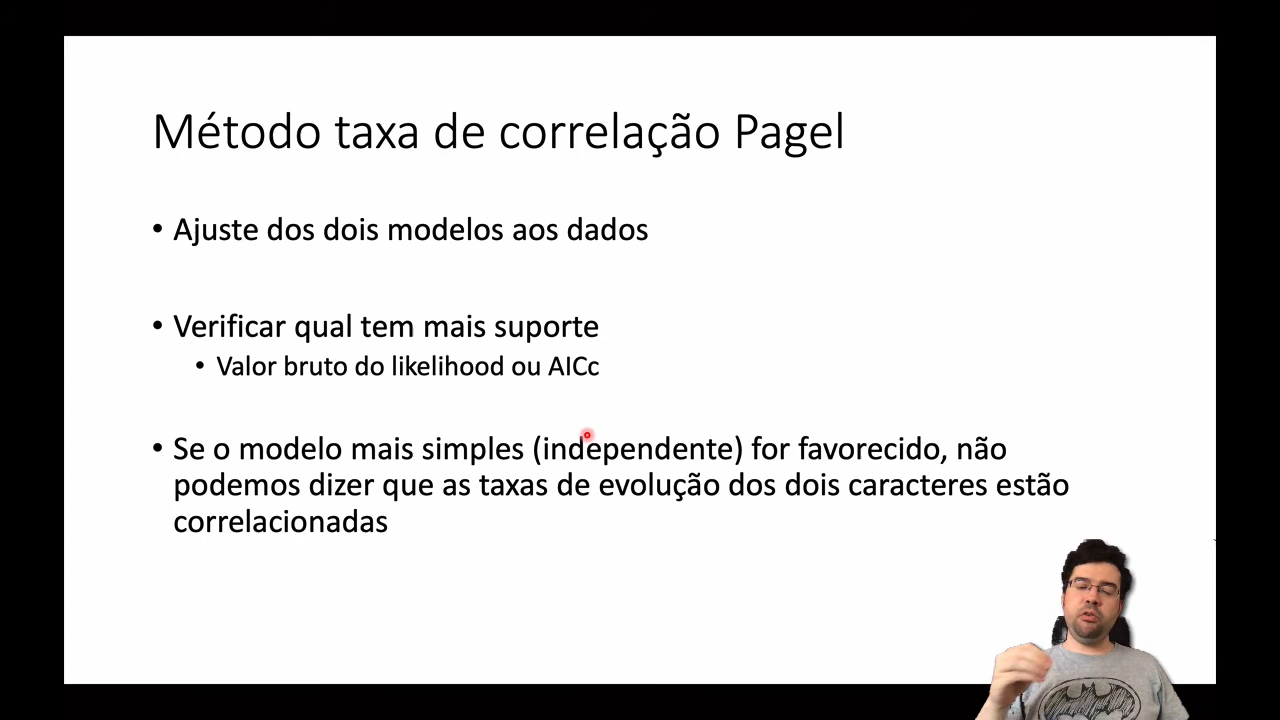 Método taxa de correlação Pagel
• Ajuste dos dois modelos aos dados
• Verificar qual tem mais suporte
• Valor bruto do likelihood ou AICc
• Se o modelo mais simples (independente) for favorecido, não
podemos dizer que as taxas de evolução dos dois caracteres estão
correlacionadas